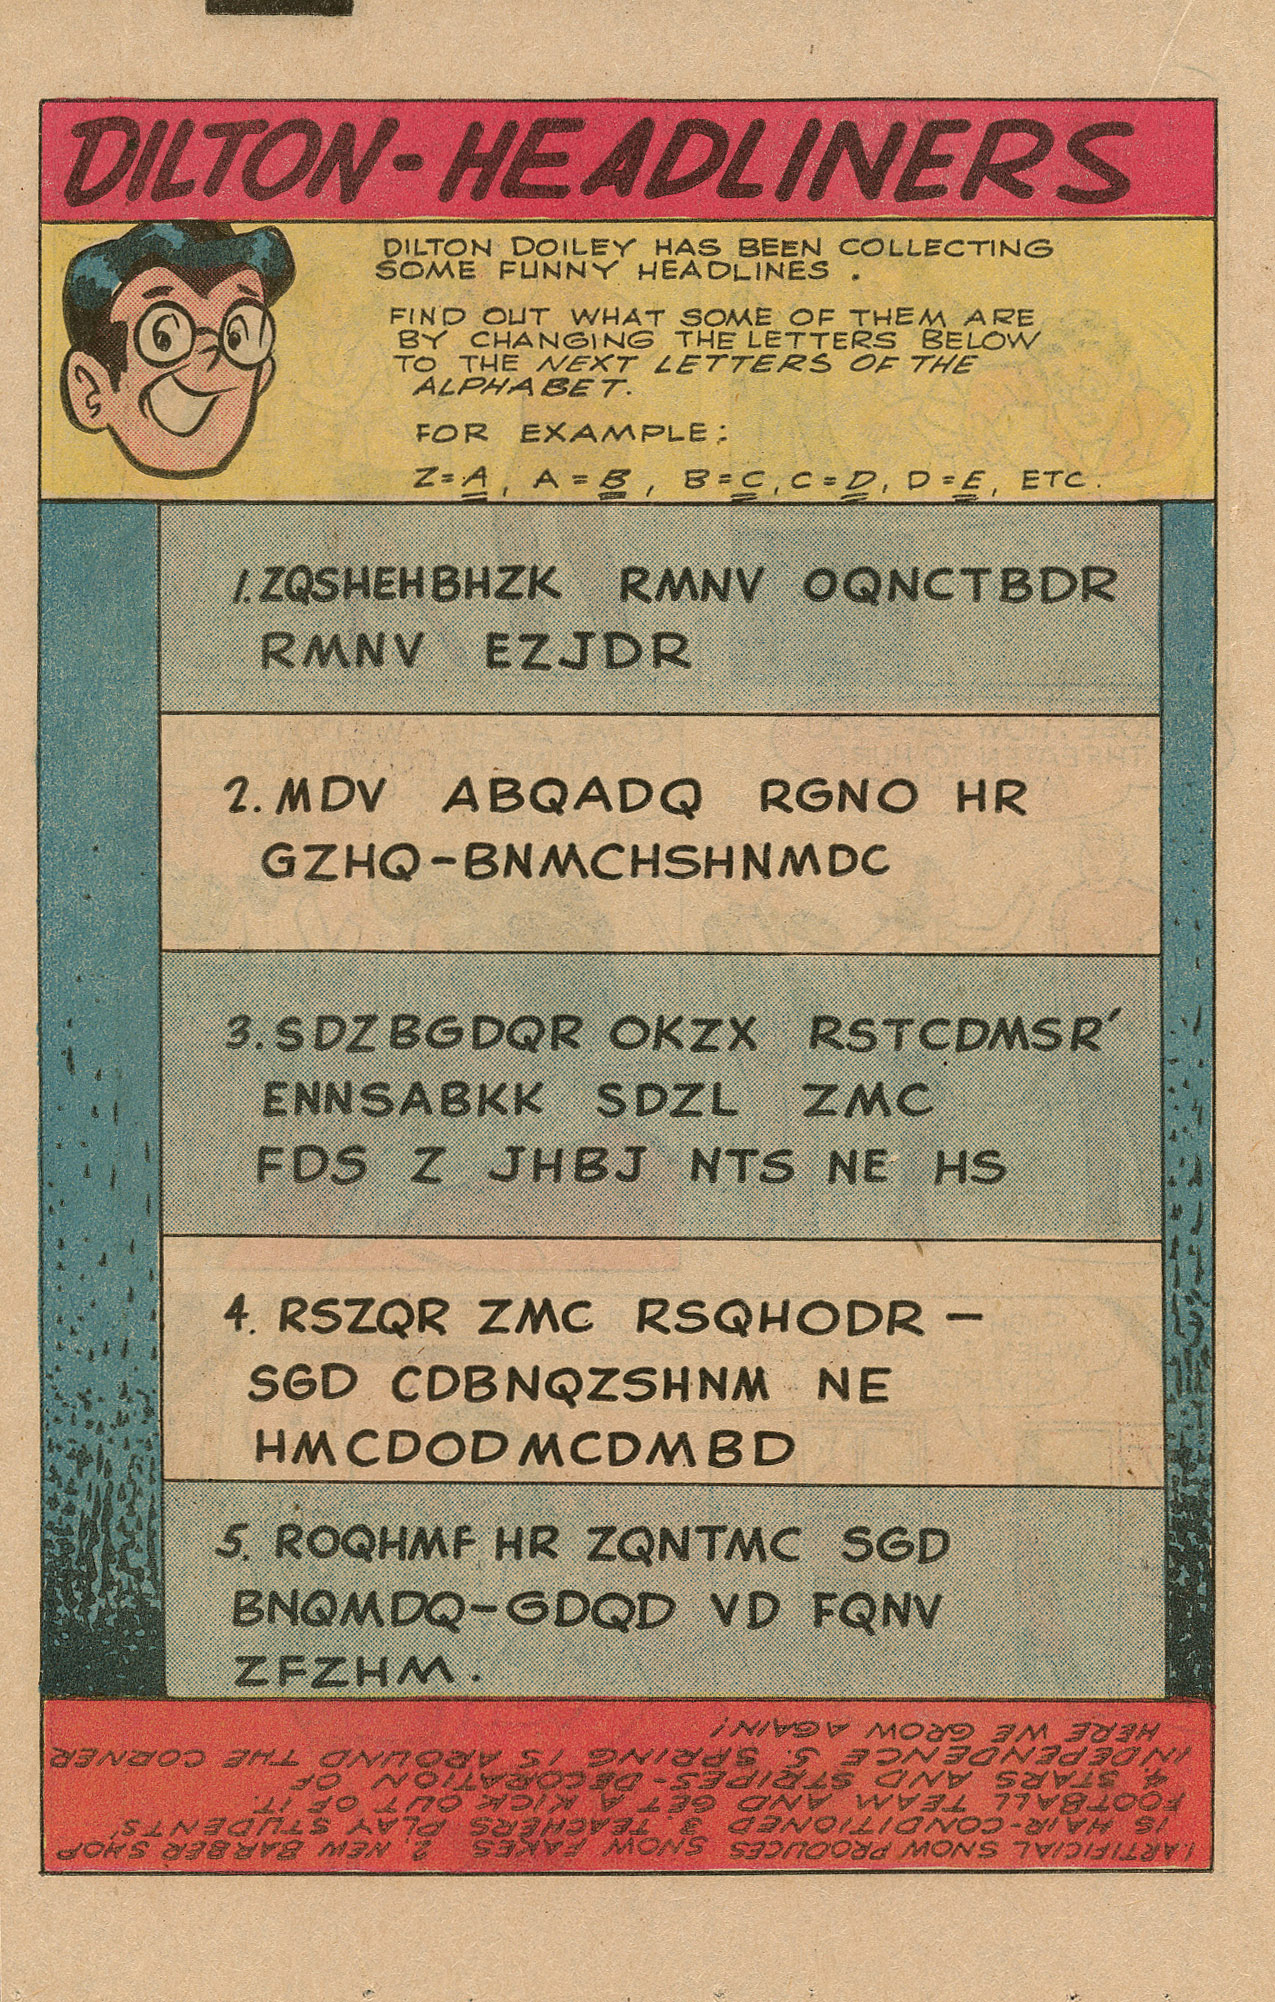 DILTON-HEADLINERS
DILTON DOILEY HAS BEEN COLLECTING
SOME FUNNY HEADLINES.
FIND OUT WHAT SOME OF THEM ARE
BY CHANGING THE LETTERS BELOW
TO THE NEXT LETTERS OF THE
ALPHABET.
FOR EXAMPLE:
Z=A, A=B, B=C, C=D, D=E, ETC.
1. ZQSHEHBHZK RMNV OQNCTBDR
RMNV EZJDR
2. MDV ABQADQ RGNO HR
GZHQ-BNMCHSHNMDC
3. SDZBGDQR OKZX RSTCDMSR'
ENNSABKK SDZL ZMC
FDS Z JHBJ NTS NE HS
4. RSZQR ZMC RSQHODR –
SGD CDBNQZSHNM NE
HMCDODMCDMBD
5. ROQHMF HR ZQNTMC SGD
BNQMDQ-GDQD VD FQNV
ZFZHM.
1. ARTIFICIAL SNOW PRODUCES SNOW FAKES 2. NEW BARBER SHOP
IS HAIR-CONDITIONED 3. TEACHERS PLAY STUDENTS'
FOOTBALL TEAM AND GET A KICK OUT OF IT.
4. STARS AND STRIPES-DECORATION OF
INDEPENDENCE 5. SPRING IS AROUND THE CORNER
HERE WE GROW AGAIN!